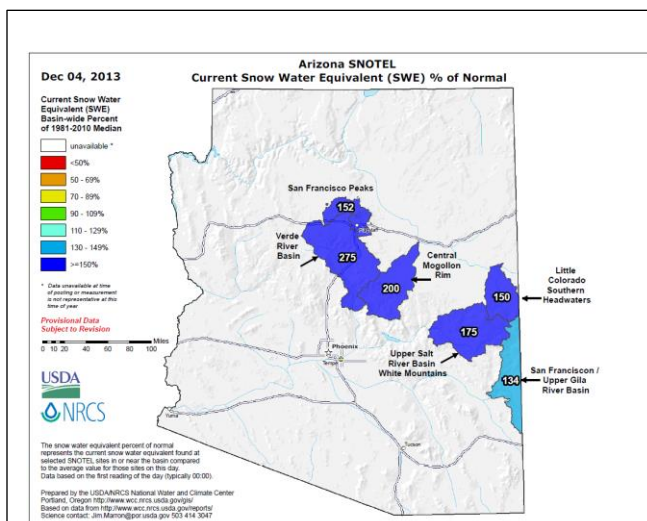 Arizona SNOTEL
Current Snow Water Equivalent (SWE) % of Normal
Dec 04, 2013
Current Snow Water
Equivalent (SWE)
Basin-wide Percent
of 1981-2010 Median
unavailable *
<50%
50 - 69%
70 - 89%
90 - 109%
110 - 129%
130 - 149%
>=150%
* Data unavailable at time
of posting or measurement
is not representative at this
time of year
Provisional Data
Subject to Revision
Miles
0 10 20 40 60 80 100
USDA
NRCS
The snow water equivalent percent of normal
represents the current snow water equivalent found at
selected SNOTEL sites in or near the basin compared
to the average value for those sites on this day.
Data based on the first reading of the day (typically 00:00).
Prepared by the USDA/NRCS National Water and Climate Center
Portland, Oregon http://www.wcc.nrcs.usda.gov/gis/
Based on data from http://www.wcc.nrcs.usda.gov/reports/
Science contact: Jim.Marron@por.usda.gov 503 414 3047
San Francisco Peaks
152
Verde
River
Basin
275
Central
Mogollon
Rim
200
Little
Colorado
Southern
Headwaters
150
175
Upper Salt
River Basin
White Mountains
134
San Franciscon /
Upper Gila
River Basin
Phoenix
Tempe
Yuma
Tucson